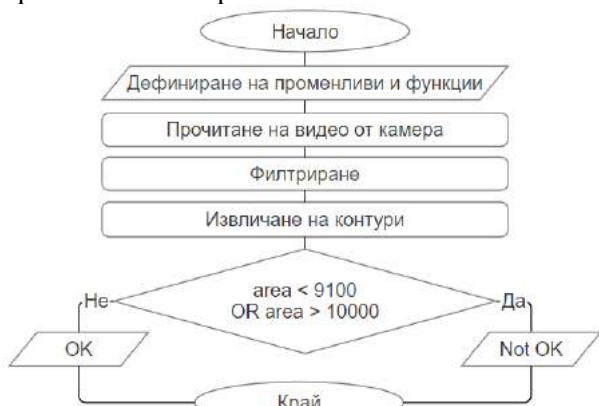 Начало
Дефиниране на променливи и функции
Прочитане на видео от камера
Филтриране
Извличане на контури
area < 9100
OR area > 10000
Не
Да
OK
Not OK
Край